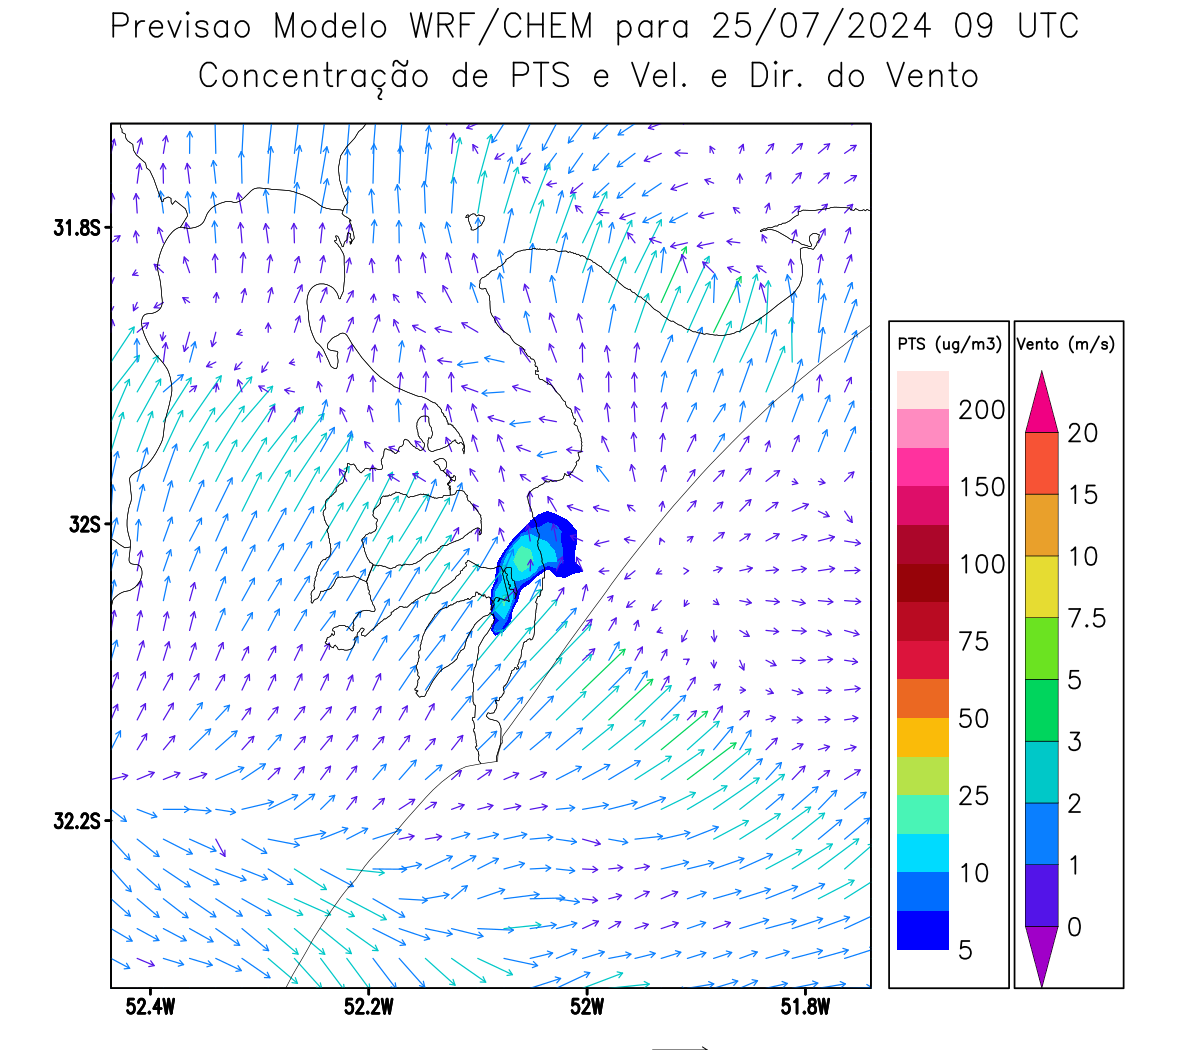 Previsao Modelo WRF/CHEM para 25/07/2024 09 UTC
Concentração de PTS e Vel. e Dir. do Vento
31.8S
32S
32.2S
52.4W
52.2W
52W
51.8W
PTS (ug/m3)
200
150
100
75
50
25
10
5
Vento (m/s)
20
15
10
7.5
5
3
2
1
0